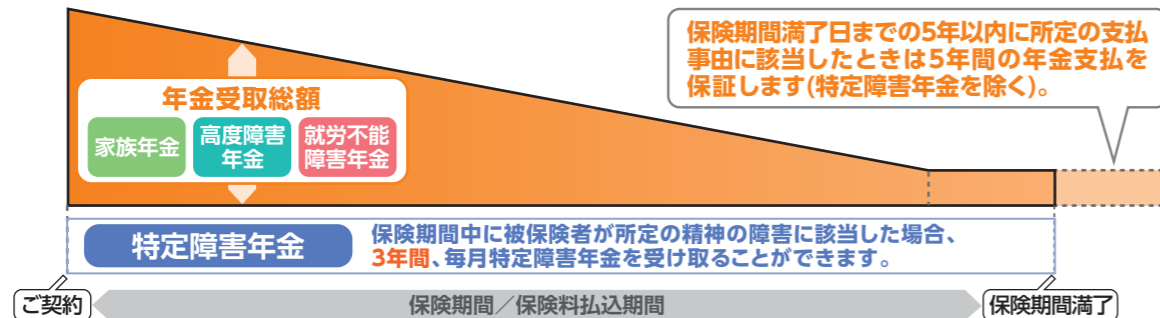 保険期間満了日までの5年以内に所定の支払
事由に該当したときは5年間の年金支払を
保証します(特定障害年金を除く)。
年金受取総額
家族年金
高度障害
年金
就労不能
障害年金
特定障害年金
保険期間中に被保険者が所定の精神の障害に該当した場合、
3年間、毎月特定障害年金を受け取ることができます。
ご契約
保険期間／保険料払込期間
保険期間満了